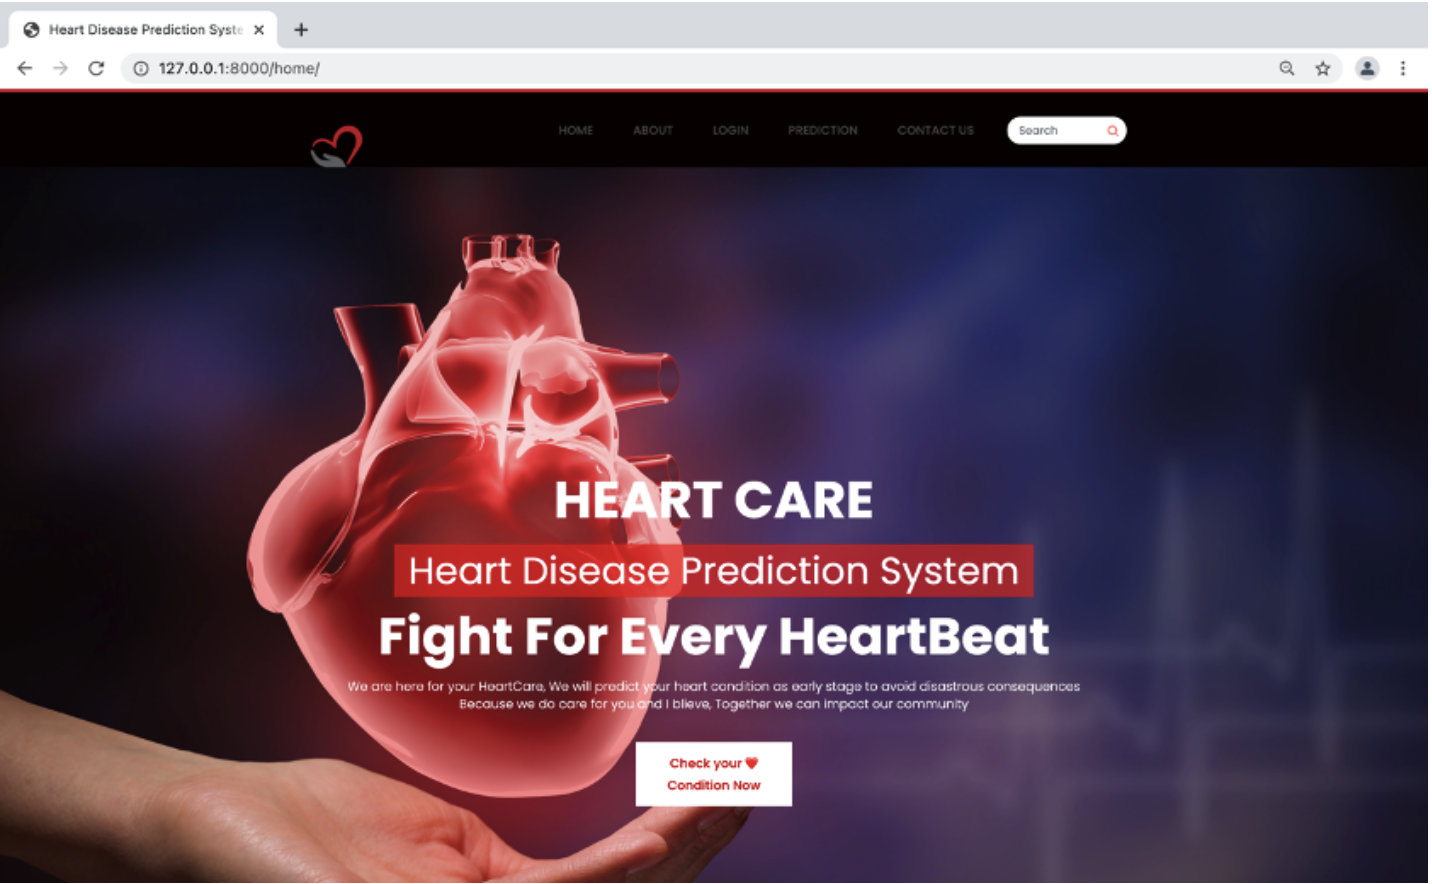 Heart Disease Prediction Syste
127.0.0.1:8000/home/
HOME ABOUT LOGIN PREDICTION CONTACT US Search
HEART CARE
Heart Disease Prediction System
Fight For Every HeartBeat
We are here for your HeartCare, We will predict your heart condition as early stage to avoid disastrous consequences
Because we do care for you and I blieve, Together we can impact our community
Check your ❤
Condition Now